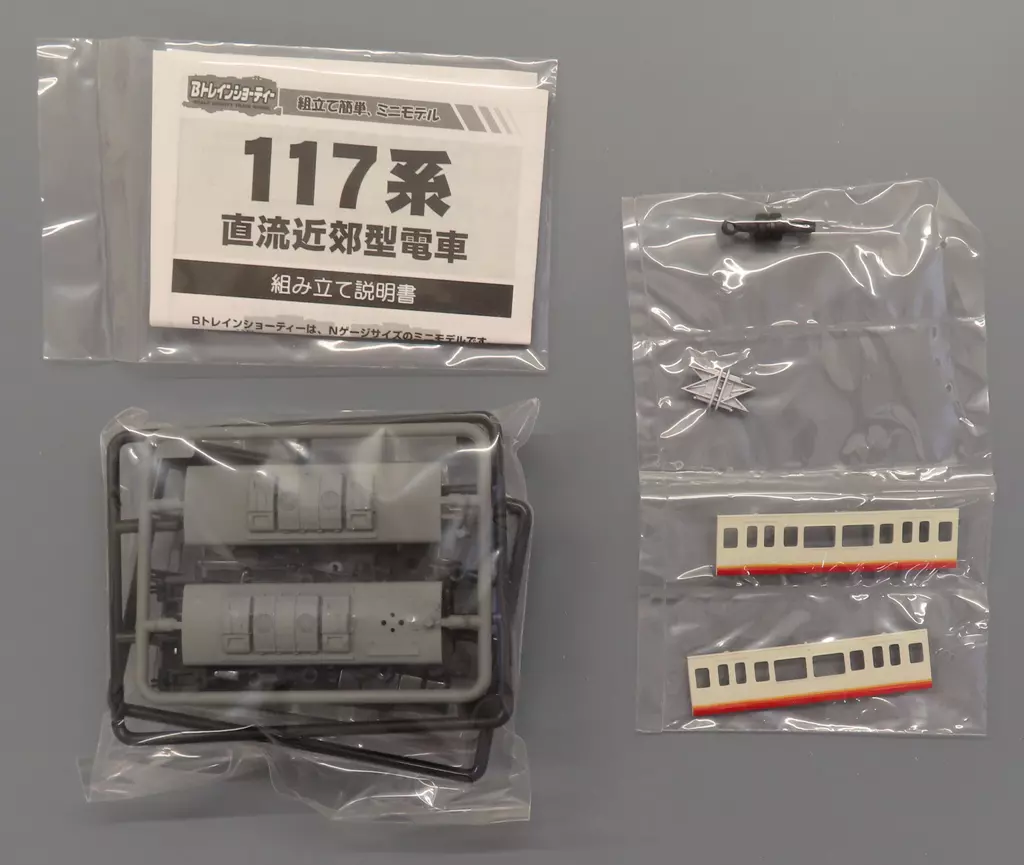 Bトレインショーティー
組立て簡単、ミニモデル
117系
直流近郊型電車
組み立て説明書
Bトレインショーティーは、Nゲージサイズのミニモデルです